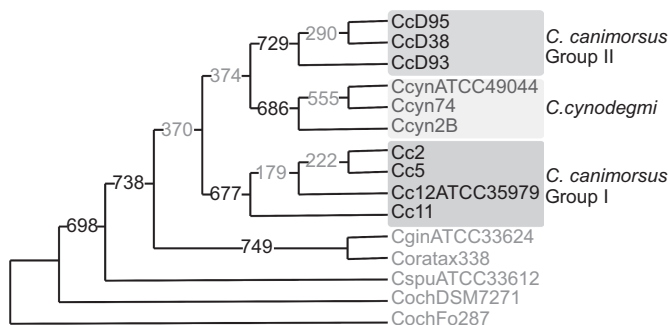 CcD95
290
CcD38
729
C. canimorsus
Group II
CcD93
374
CcynATCC49044
555
Ccyn74
686
C.cynodegmi
Ccyn2B
370
Cc2
222
Cc5
179
738
677
Cc12ATCC35979
C. canimorsus
Group I
Cc11
698
CginATCC33624
749
Coratax338
CspuATCC33612
CochDSM7271
CochFo287